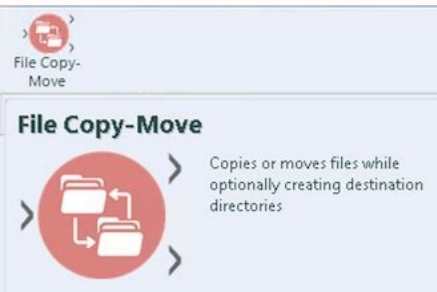 File Copy-
Move
File Copy-Move
Copies or moves files while
optionally creating destination
directories